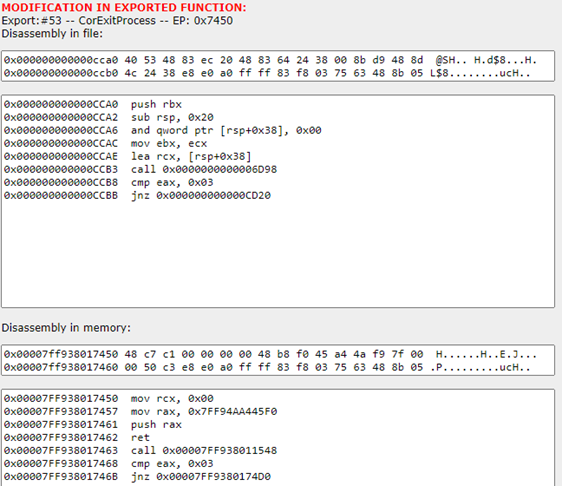 MODIFICATION IN EXPORTED FUNCTION:
Export:#53 -- CorExitProcess -- EP: 0x7450
Disassembly in file:
0x000000000000cca0 40 53 48 83 ec 20 48 83 64 24 38 00 8b d9 48 8d @SH.. H.d$8...H.
0x000000000000ccb0 4c 24 38 e8 e0 a0 ff ff 83 f8 03 75 63 48 8b 05 L$8........ucH..
0x000000000000CCA0 push rbx
0x000000000000CCA2 sub rsp, 0x20
0x000000000000CCA6 and qword ptr [rsp+0x38], 0x00
0x000000000000CCAC mov ebx, ecx
0x000000000000CCAE lea rcx, [rsp+0x38]
0x000000000000CCB3 call 0x0000000000006D98
0x000000000000CCB8 cmp eax, 0x03
0x000000000000CCBB jnz 0x000000000000CD20
Disassembly in memory:
0x00007ff938017450 48 c7 c1 00 00 00 00 48 b8 f0 45 a4 4a f9 7f 00 H......H..E.J...
0x00007ff938017460 00 50 c3 e8 e0 a0 ff ff 83 f8 03 75 63 48 8b 05 .P.........ucH..
0x00007FF938017450 mov rcx, 0x00
0x00007FF938017457 mov rax, 0x7FF94AA445F0
0x00007FF938017461 push rax
0x00007FF938017462 ret
0x00007FF938017463 call 0x00007FF938011548
0x00007FF938017468 cmp eax, 0x03
0x00007FF93801746B jnz 0x00007FF9380174D0